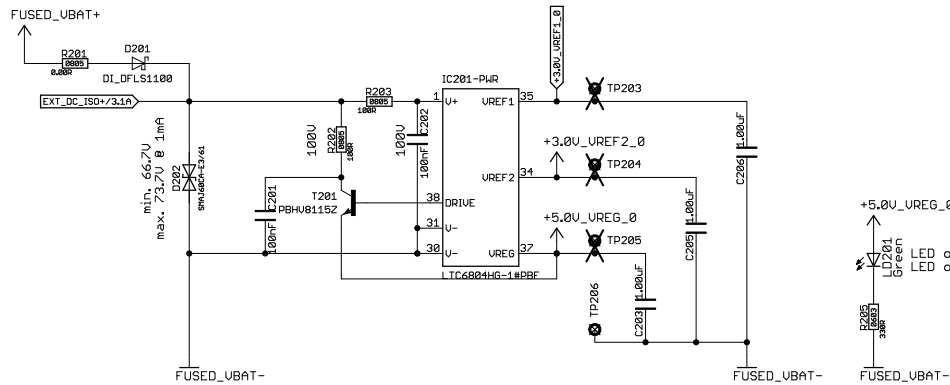 FUSED_VBAT+
R201
0805
0.00R
D201
DI_DFLS1100
EXT_DC_ISO+/3.1A
min. 66.7V
max. 73.7V @ 1mA
D202
SMAJ60CA-E3/61
C201
100nF
100V
R202
0805
100R
T201
PBHV8115Z
R203
0805
100R
100V
C202
100nF
IC201-PWR
1
V+
38
DRIVE
31
V-
30
V-
VREF1
35
VREF2
34
VREG
37
LTC6804HG-1#PBF
+3.0V_VREF1_0
TP203
+3.0V_VREF2_0
TP204
+5.0V_VREG_0
TP205
TP206
1.00uF
C203
1.00uF
C205
1.00uF
C206
FUSED_VBAT-
FUSED_VBAT-
+5.0V_VREG_0
LD201
Green
LED o
LED o
R205
0603
330R
FUSED_VBAT-